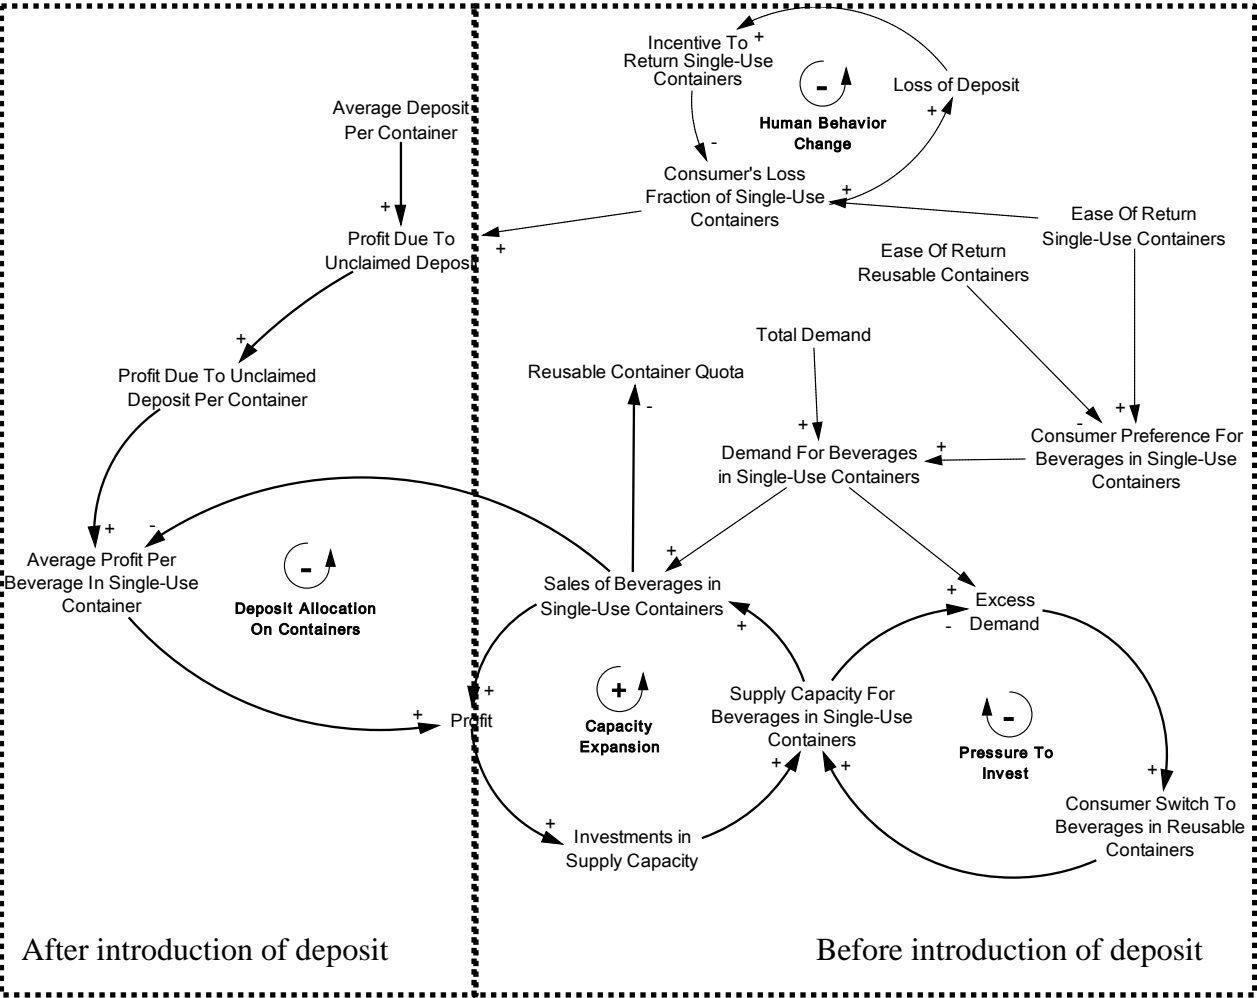 Incentive To
Return Single-Use
Containers
+
Loss of Deposit
+
-
Human Behavior
Change
-
Consumer's Loss
Fraction of Single-Use
Containers
+
Average Deposit
Per Container
+
Profit Due To
Unclaimed Deposi
+
Ease Of Return
Single-Use Containers
Ease Of Return
Reusable Containers
Total Demand
+
Profit Due To Unclaimed
Deposit Per Container
Reusable Container Quota
-
+
Demand For Beverages
in Single-Use Containers
+
-
+
Consumer Preference For
Beverages in Single-Use
Containers
+
-
Average Profit Per
Beverage In Single-Use
Container
-
Deposit Allocation
On Containers
+
Sales of Beverages in
Single-Use Containers
+
+
-
Excess
Demand
+
+
Profit
+
Capacity
Expansion
Supply Capacity For
Beverages in Single-Use
Containers
-
Pressure To
Invest
+
+
+
+
Investments in
Supply Capacity
Consumer Switch To
Beverages in Reusable
Containers
After introduction of deposit
Before introduction of deposit